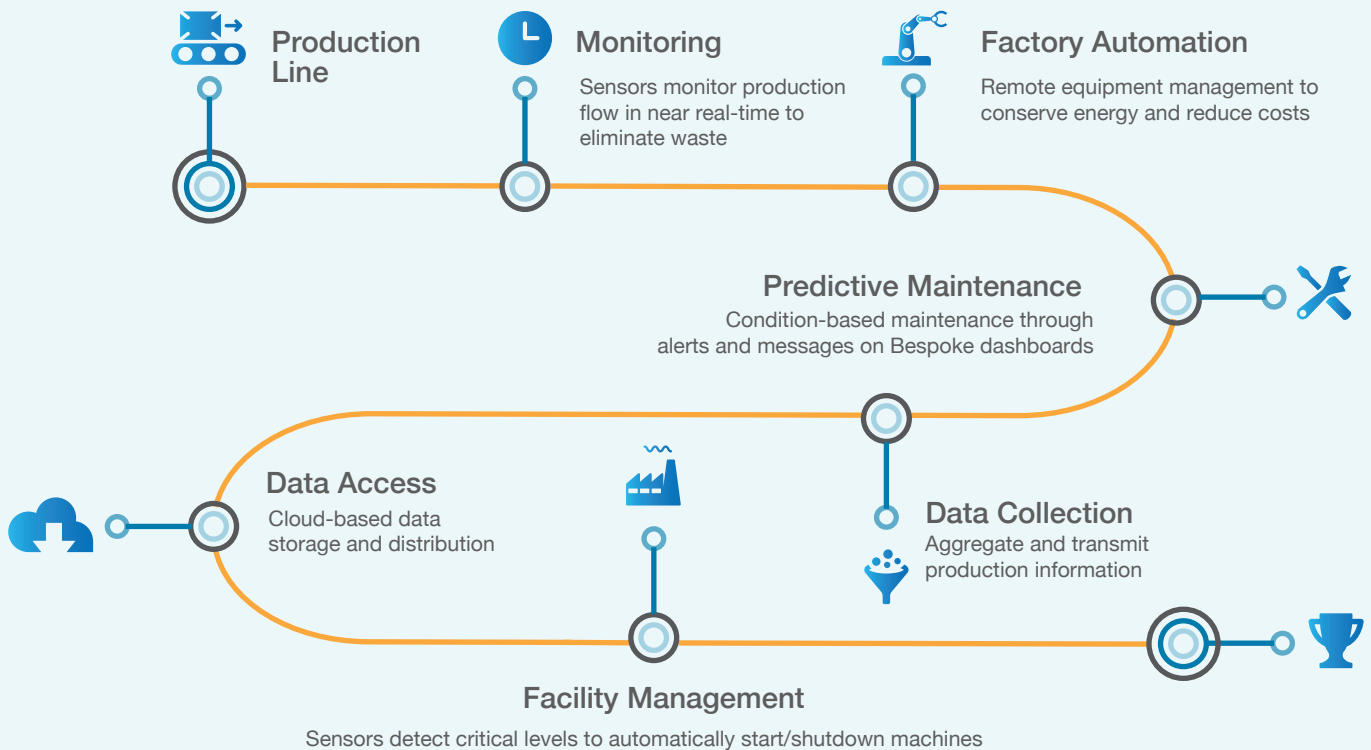 Production
Line
Monitoring
Sensors monitor production
flow in near real-time to
eliminate waste
Factory Automation
Remote equipment management to
conserve energy and reduce costs
Predictive Maintenance
Condition-based maintenance through
alerts and messages on Bespoke dashboards
Data Collection
Aggregate and transmit
production information
Data Access
Cloud-based data
storage and distribution
Facility Management
Sensors detect critical levels to automatically start/shutdown machines